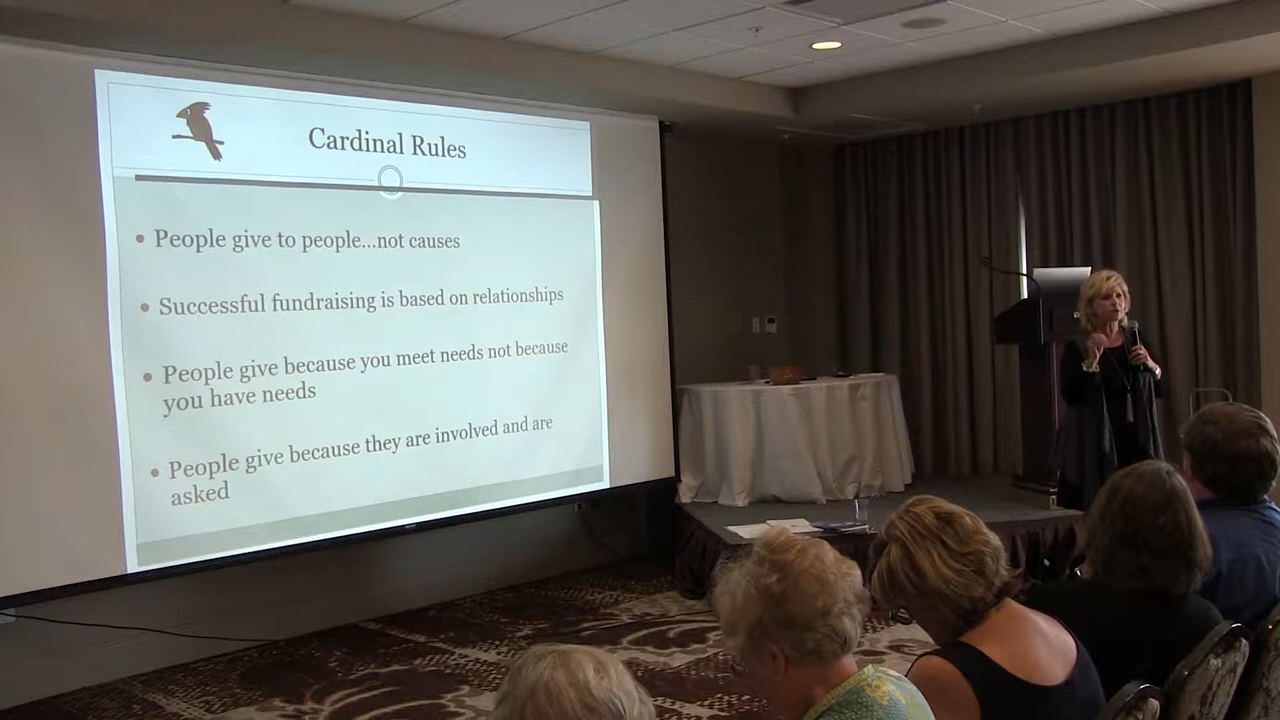 Cardinal Rules
• People give to people...not causes
• Successful fundraising is based on relationships
• People give because you meet needs not because
you have needs
• People give because they are involved and are
asked